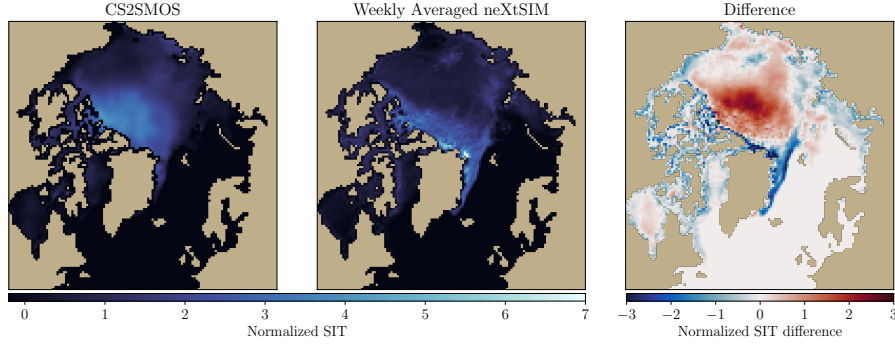 CS2SMOS
Weekly Averaged neXtSIM
Difference
0 1 2 3 4 5 6 7
Normalized SIT
−3 −2 −1 0 1 2 3
Normalized SIT difference